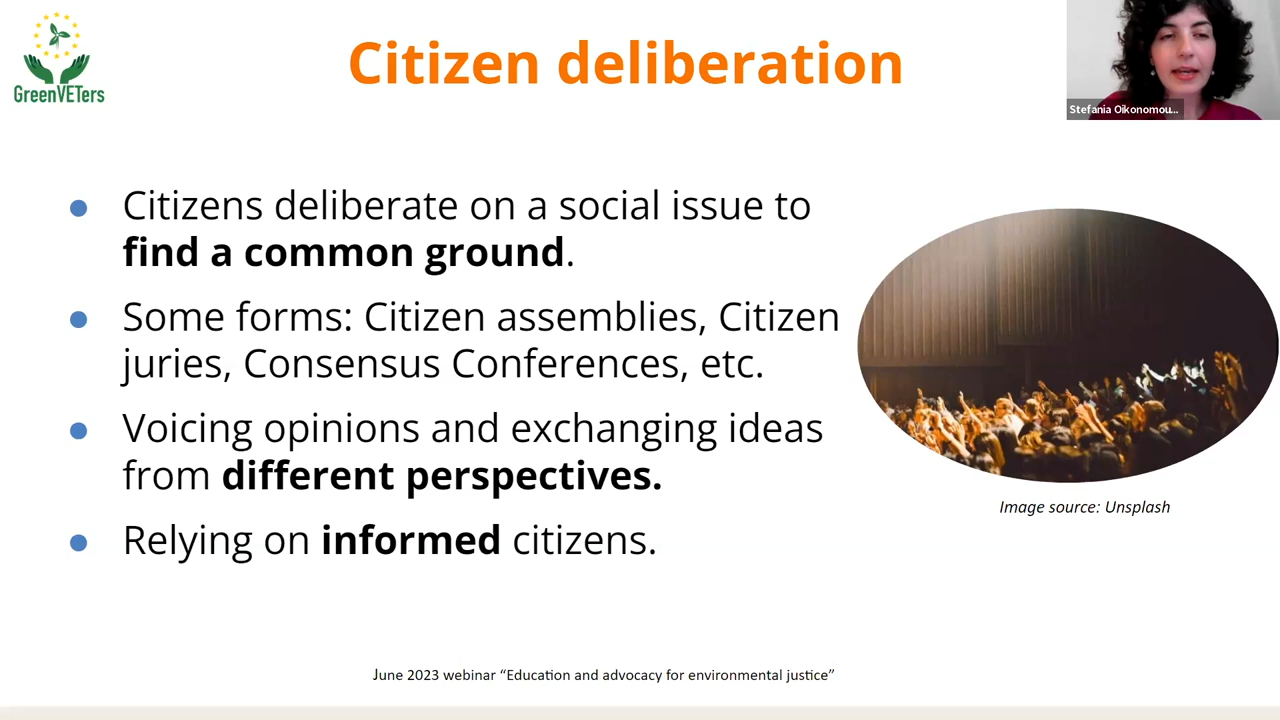 GreenVETers
Citizen deliberation
Stefania Oikonomou...
● Citizens deliberate on a social issue to
find a common ground.
● Some forms: Citizen assemblies, Citizen
juries, Consensus Conferences, etc.
● Voicing opinions and exchanging ideas
from different perspectives.
● Relying on informed citizens.
Image source: Unsplash
June 2023 webinar “Education and advocacy for environmental justice”